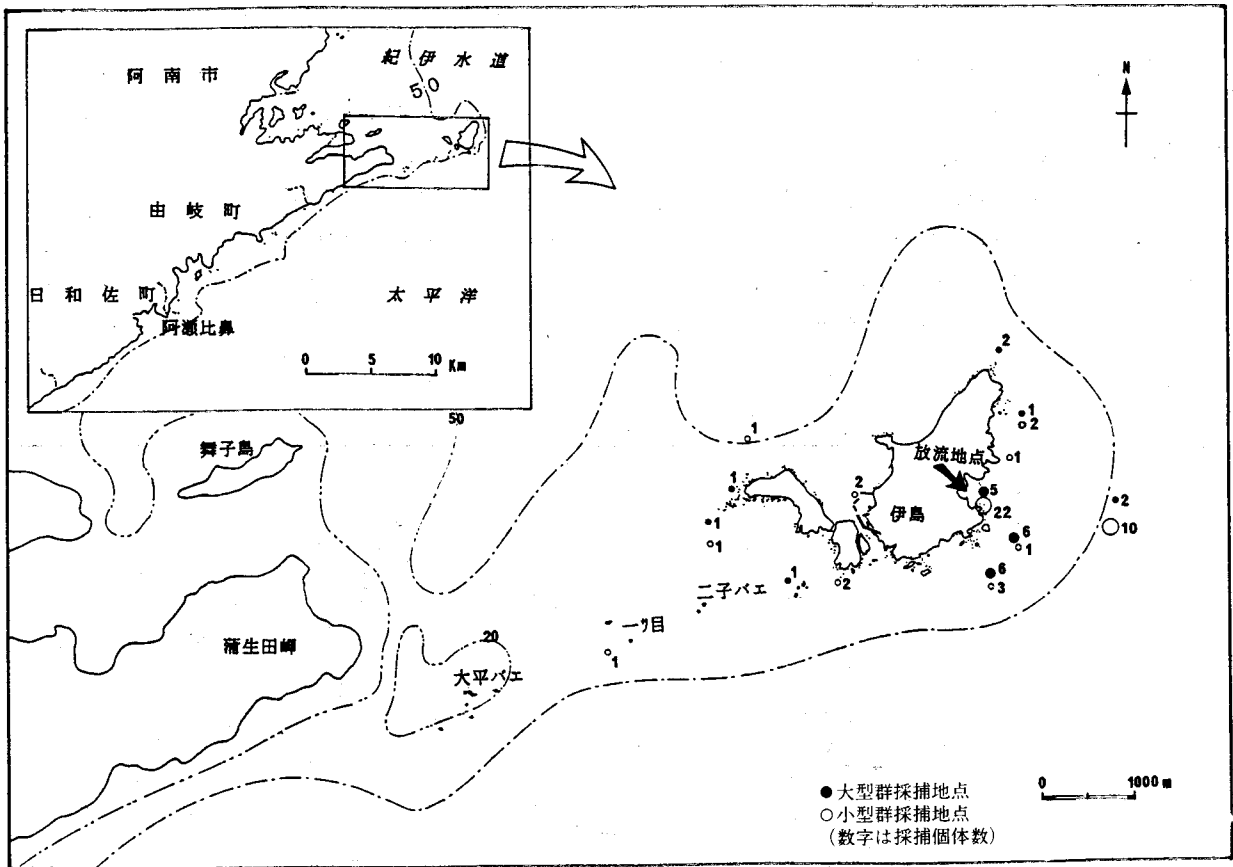 紀伊水道
阿南市
50
由岐町
日和佐町
太平洋
阿瀬比鼻
0 5 10 Km
N
2
1
2
1
放流地点
5
22
2
10
6
1
6
3
伊島
1
1
2
1
1
1
2
二子バエ
一サ目
1
50
舞子島
蒲生田岬
20
大平バエ
●大型群採捕地点
○小型群採捕地点
(数字は採捕個体数)
0 1000m